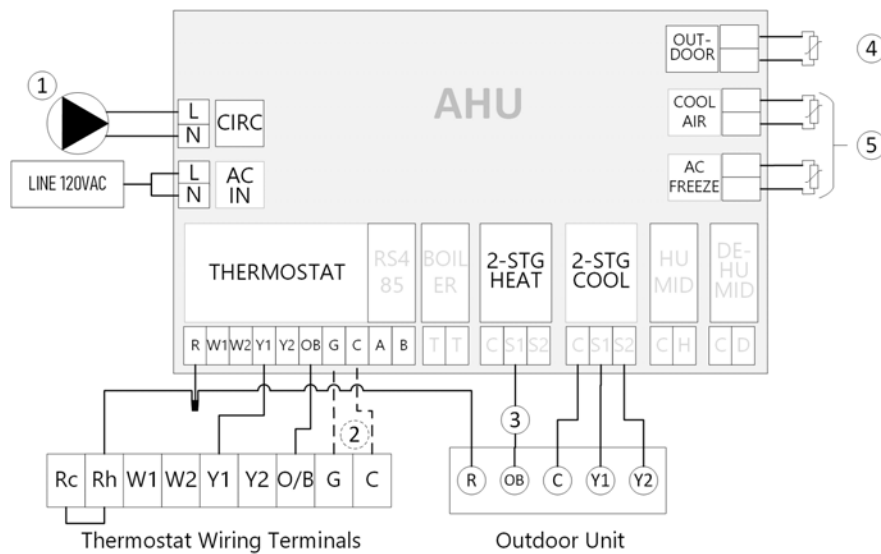 OUT-
DOOR
4
1
L
N
CIRC
AHU
COOL
AIR
5
LINE 120VAC
L
N
AC
IN
AC
FREEZE
THERMOSTAT
RS4
85
BOIL
ER
2-STG
HEAT
2-STG
COOL
HU
MID
DE-
HU
MID
R W1 W2 Y1 Y2 OB G C A B
T T
C S1 S2
C S1 S2
C H
C D
2
3
Rc Rh W1 W2 Y1 Y2 O/B G C
R OB C Y1 Y2
Thermostat Wiring Terminals
Outdoor Unit